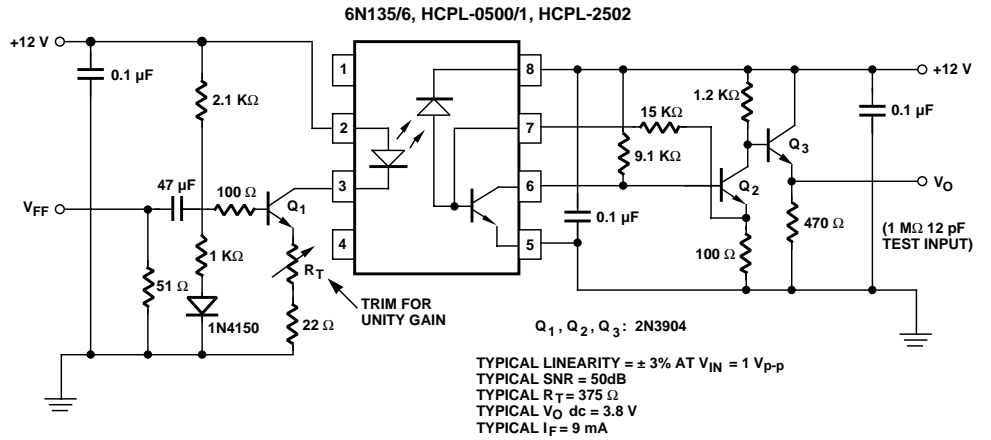 6N135/6, HCPL-0500/1, HCPL-2502
+12 V
0.1 µF
2.1 KΩ
47 µF
100 Ω
Q1
VFF
51 Ω
1 KΩ
1N4150
RT
22 Ω
TRIM FOR
UNITY GAIN
1
2
3
4
8
7
6
5
+12 V
15 KΩ
9.1 KΩ
0.1 µF
1.2 KΩ
Q3
Q2
100 Ω
470 Ω
0.1 µF
VO
(1 MΩ 12 pF
TEST INPUT)
Q1, Q2, Q3: 2N3904
TYPICAL LINEARITY = ± 3% AT VIN = 1 Vp-p
TYPICAL SNR = 50dB
TYPICAL RT = 375 Ω
TYPICAL VO dc = 3.8 V
TYPICAL IF = 9 mA